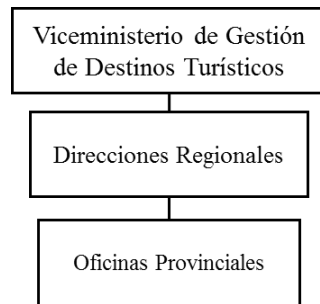 Viceministerio de Gestión
de Destinos Turísticos
Direcciones Regionales
Oficinas Provinciales